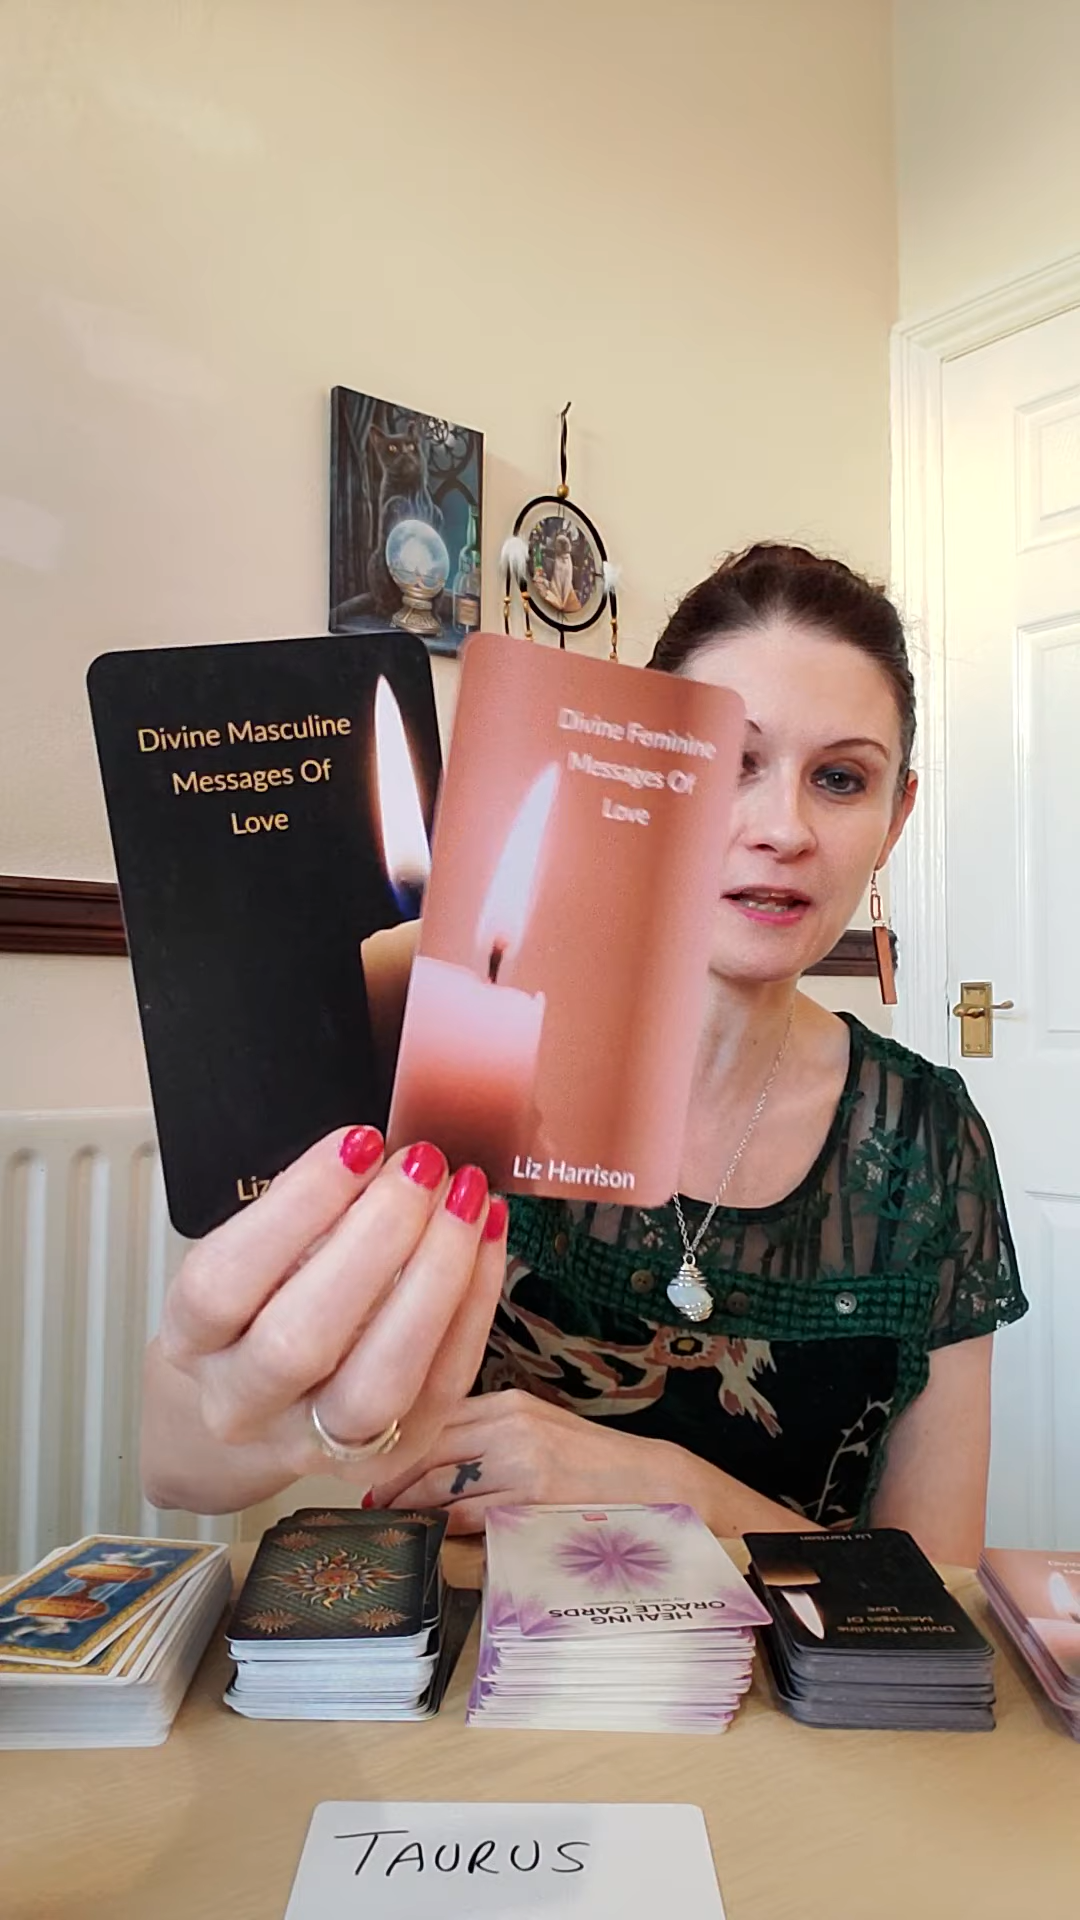 Divine Masculine
Messages Of
Love
Liz
Divine Feminine
Messages Of
Love
Liz Harrison
HEALING
ORACLE CARDS
Liz Harrison
Divine Masculine
Messages Of
Love
TAURUS